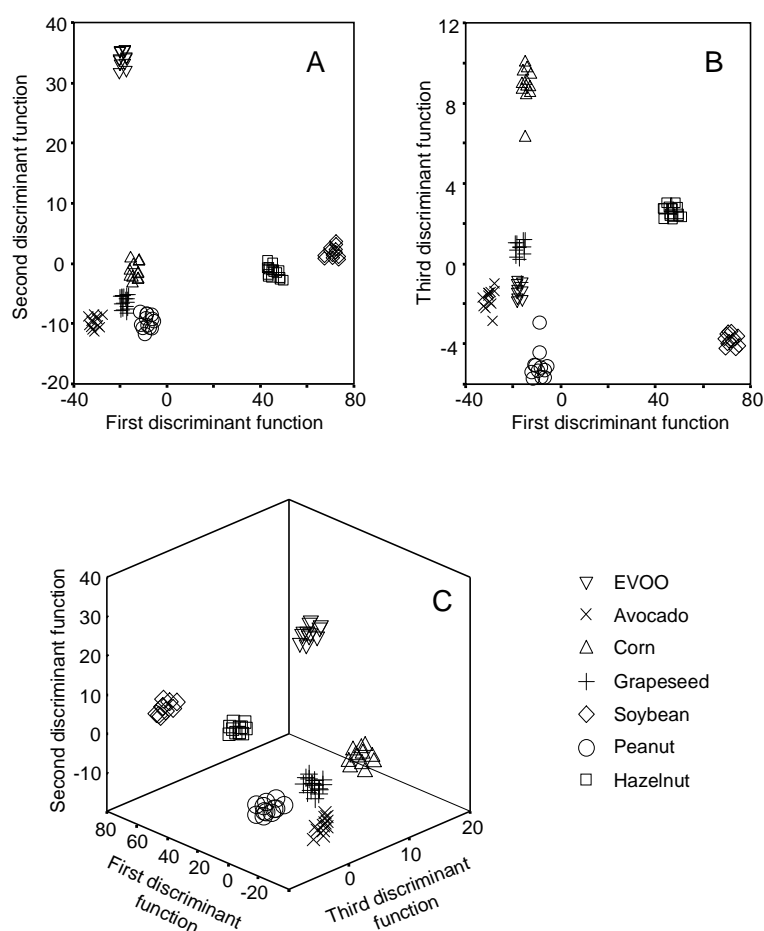 A
Second discriminant function
40
30
20
10
0
-10
-20
-40
0
40
80
First discriminant function
B
Third discriminant function
12
8
4
0
-4
-40
0
40
80
First discriminant function
C
Second discriminant function
40
30
20
10
0
-10
80
60
40
20
0
-20
First discriminant
function
0
10
20
Third discriminant
function
EVOO
Avocado
Corn
Grapeseed
Soybean
Peanut
Hazelnut